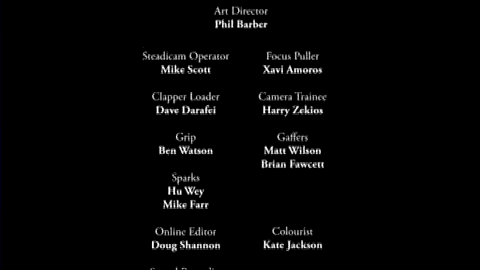 Art Director
Phil Barber
Steadicam Operator
Mike Scott
Focus Puller
Xavi Amoros
Clapper Loader
Dave Darafei
Camera Trainee
Harry Zekios
Grip
Ben Watson
Gaffers
Matt Wilson
Brian Fawcett
Sparks
Hu Wey
Mike Farr
Online Editor
Doug Shannon
Colourist
Kate Jackson